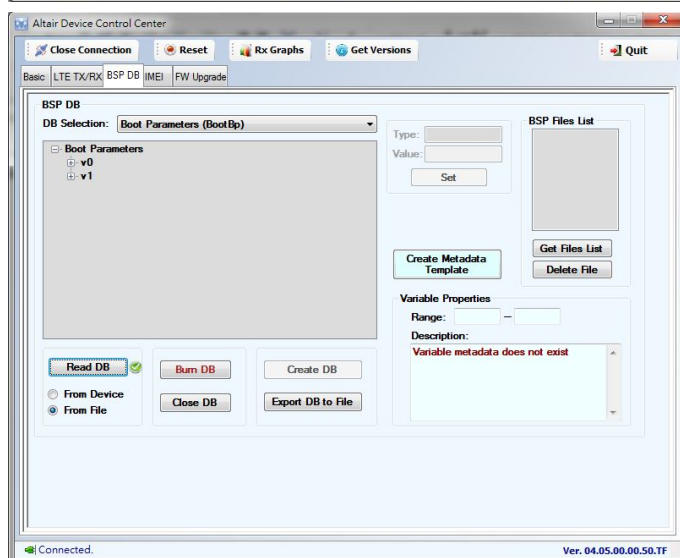 Altair Device Control Center
Close Connection Reset Rx Graphs Get Versions Quit
Basic LTE TX/RX BSP DB IMEI FW Upgrade
BSP DB
DB Selection: Boot Parameters (BootBp)
Boot Parameters
v0
v1
Type:
Value:
Set
BSP Files List
Get Files List
Delete File
Create Metadata
Template
Variable Properties
Range: –
Description:
Variable metadata does not exist
Read DB Burn DB Create DB
From Device
From File
Close DB Export DB to File
Connected. Ver. 04.05.00.00.50.TF